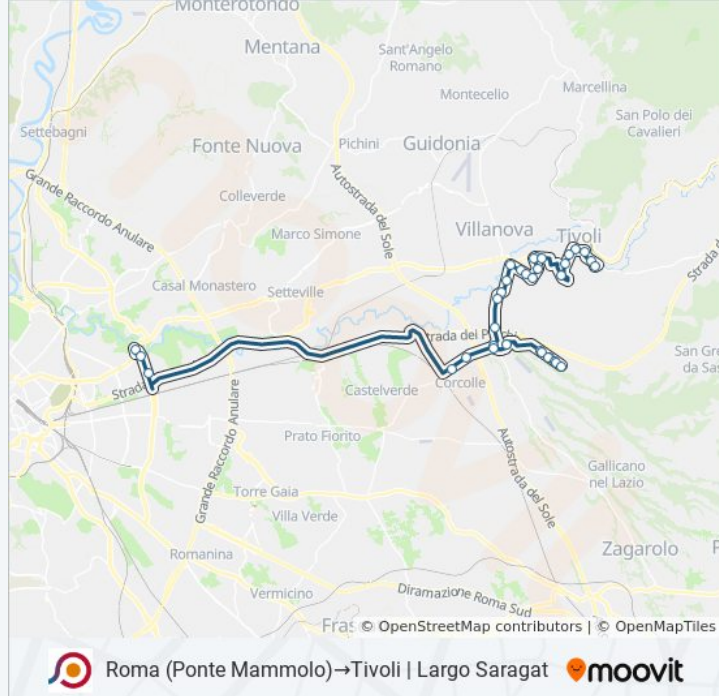 Monterotondo
Mentana
Sant'Angelo
Romano
Marcellina
Montecelio
San Polo dei
Cavalieri
Settebagni
Fonte Nuova
Pichini
Guidonia
Grande Raccordo Anulare
Colleverde
Autostrada del Sole
Marco Simone
Villanova
Tivoli
Casal Monastero
Setteville
Strada
Castelverde
Corcolle
San Gre
da Sas
Prato Fiorito
Grande Raccordo Anulare
Autostrada del Sole
Gallicano
nel Lazio
Torre Gaia
Villa Verde
Romanina
Zagarolo
Vermicino
Diramazione Roma Sud
Fras
© OpenStreetMap contributors | © OpenMapTiles
Roma (Ponte Mammolo)→Tivoli | Largo Saragat
moovit